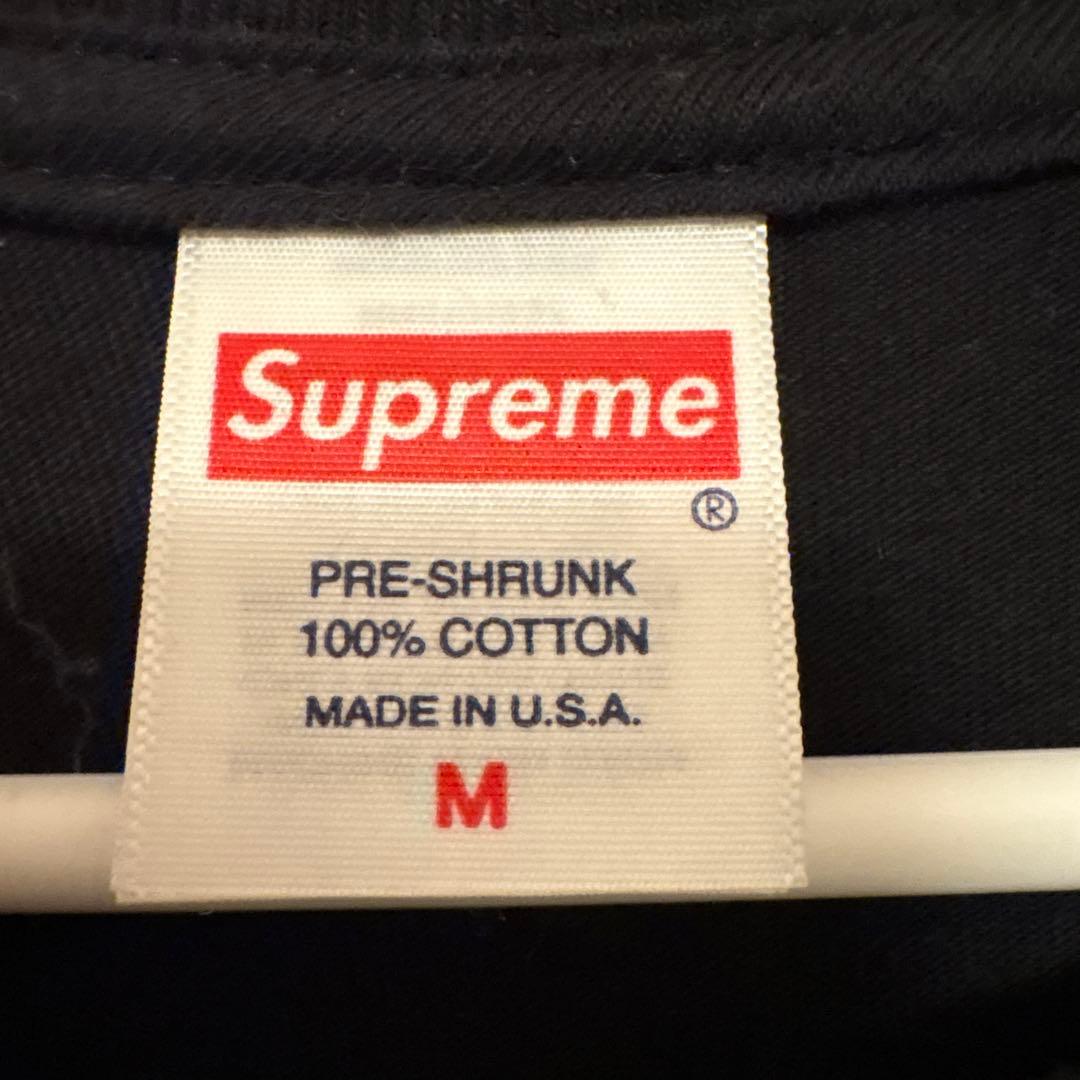 Supreme
®
PRE-SHRUNK
100% COTTON
MADE IN U.S.A.
M